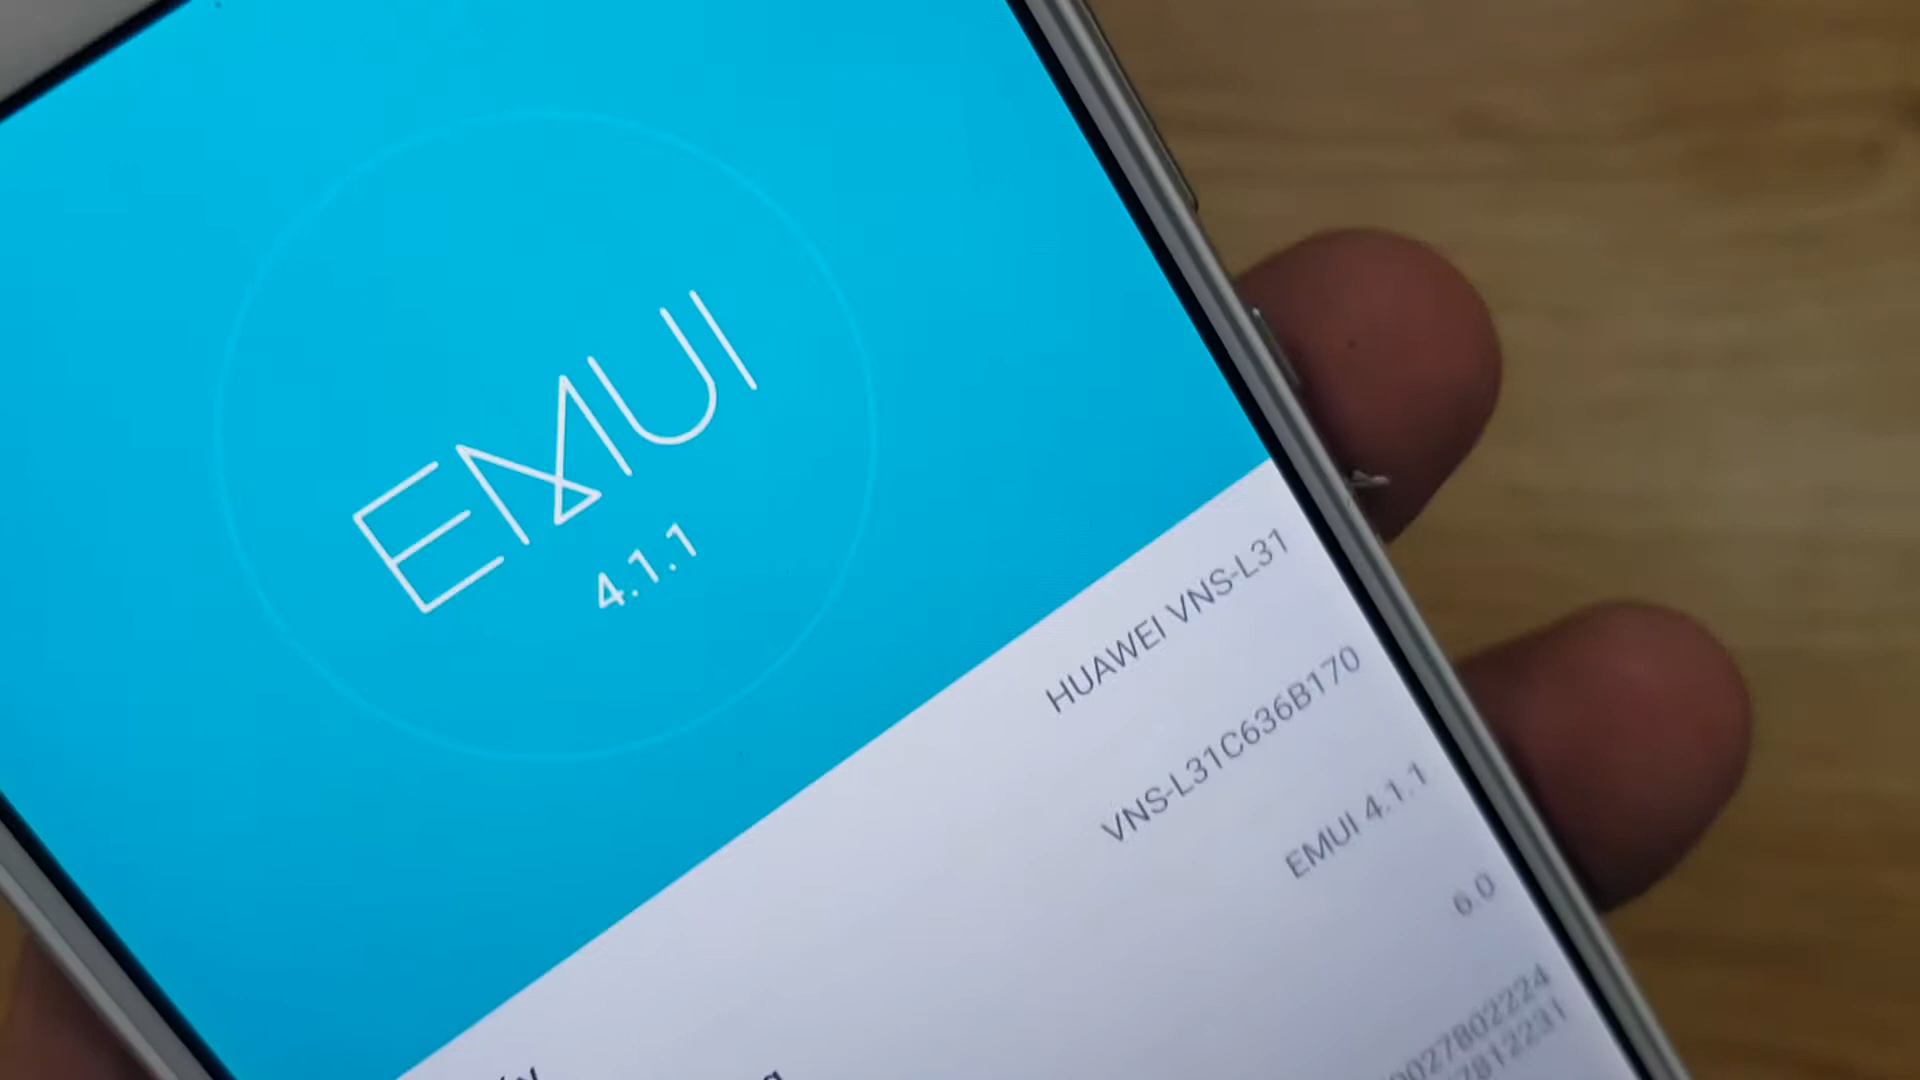 EMUI
4.1.1
HUAWEI VNS-L31
VNS-L31C636B170
EMUI 4.1.1
6.0